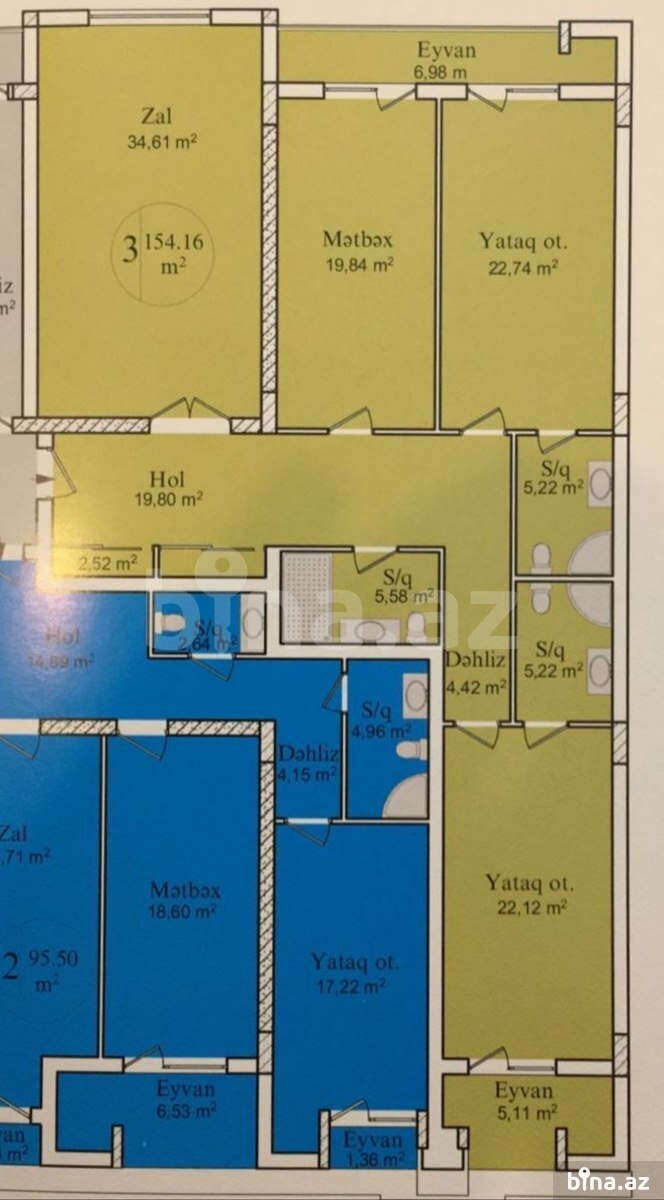 Eyvan
6,98 m
Zal
34,61 m²
3 154.16
m²
Mətbəx
19,84 m²
Yataq ot.
22,74 m²
iz
m²
Hol
19,80 m²
S/q
5,22 m²
2,52 m²
S/q
5,58 m²
bina.az
Hol
14,89 m²
S/q
2,64 m²
Dəhliz
4,42 m²
S/q
5,22 m²
S/q
4,96 m²
Dəhliz
4,15 m²
Zal
,71 m²
Mətbəx
18,60 m²
Yataq ot.
22,12 m²
2 95.50
m²
Yataq ot.
17,22 m²
Eyvan
6,53 m²
Eyvan
5,11 m²
van
m²
Eyvan
1,36 m²
bina.az